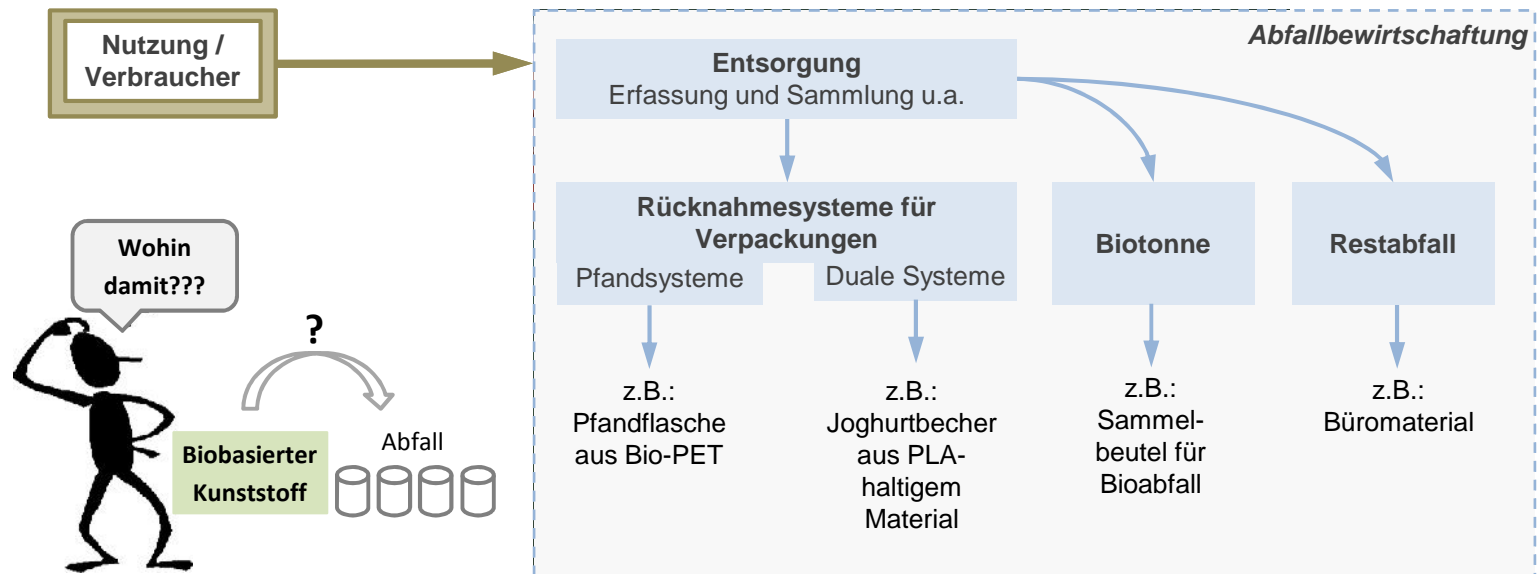 Nutzung /
Verbraucher
Abfallbewirtschaftung
Entsorgung
Erfassung und Sammlung u.a.
Rücknahmesysteme für
Verpackungen
Pfandsysteme
Duale Systeme
Biotonne
Restabfall
z.B.:
Pfandflasche
aus Bio-PET
z.B.:
Joghurtbecher
aus PLA-
haltigem
Material
z.B.:
Sammel-
beutel für
Bioabfall
z.B.:
Büromaterial
Wohin
damit???
?
Biobasierter
Kunststoff
Abfall